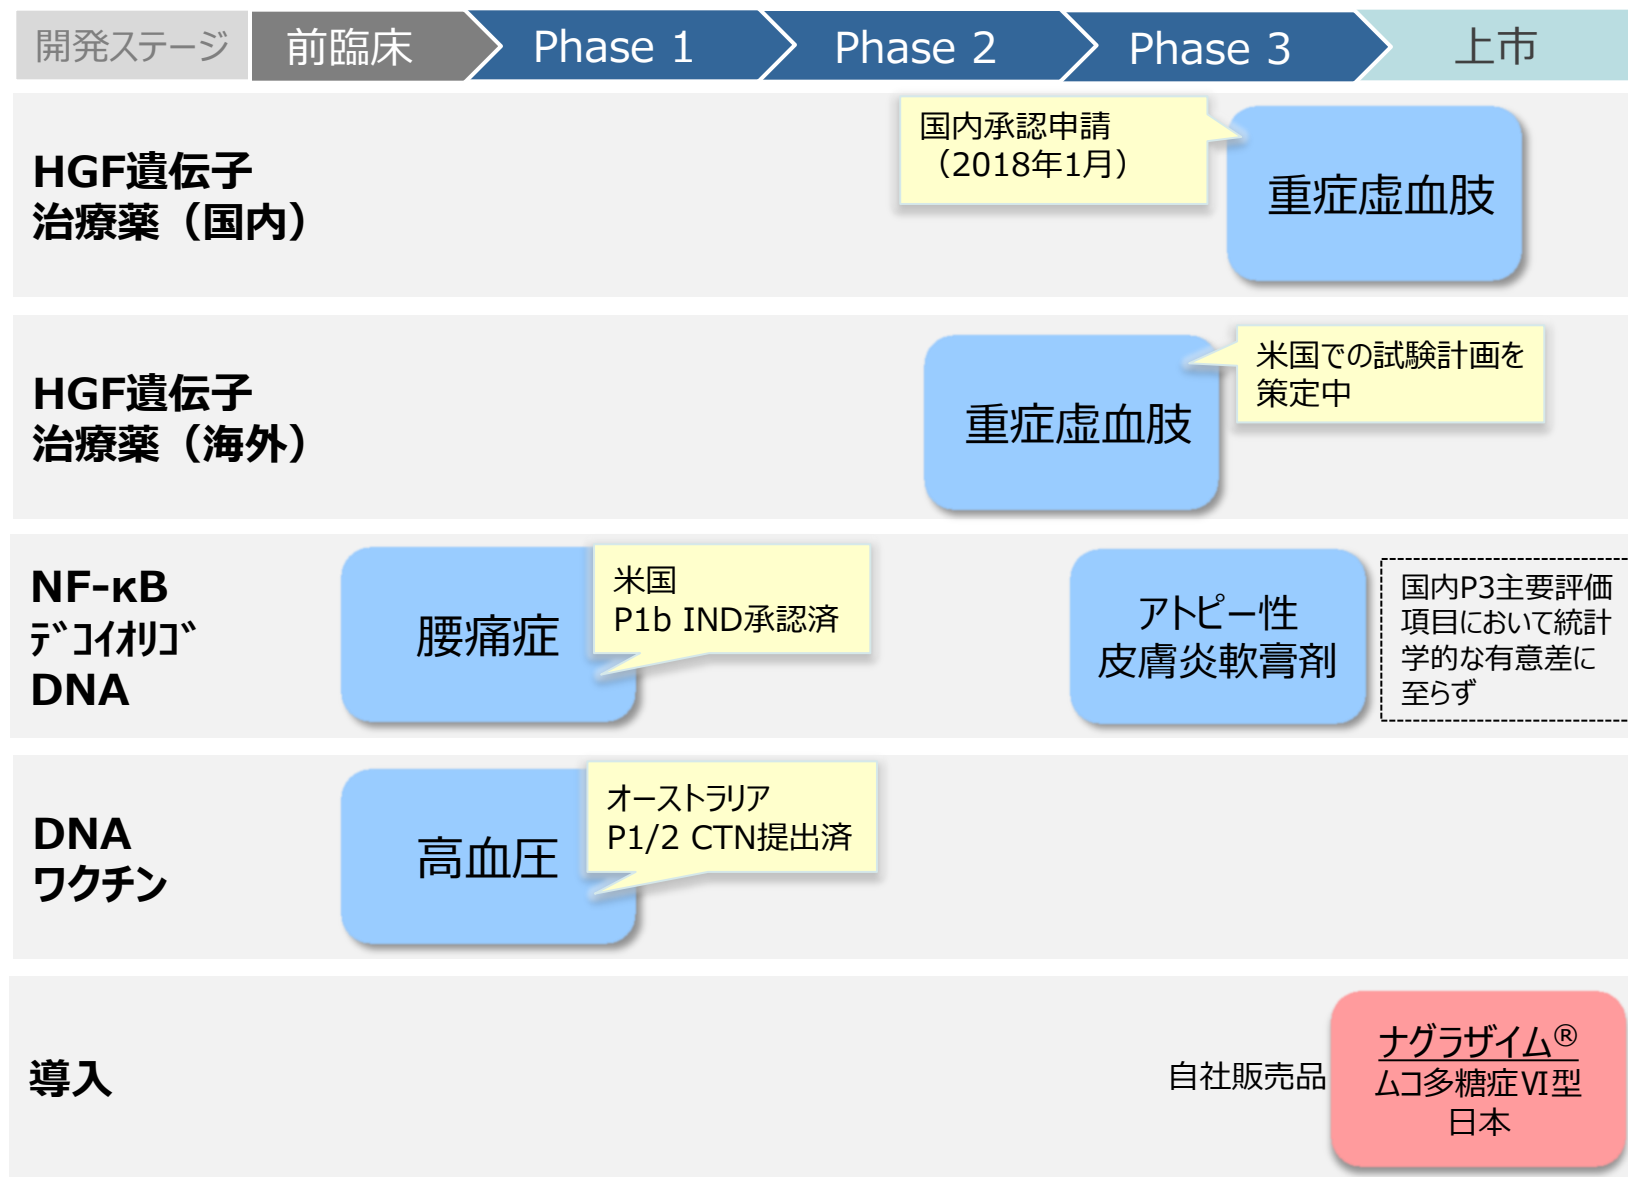 開発ステージ 前臨床 Phase 1 Phase 2 Phase 3 上市
HGF遺伝子
治療薬（国内）
国内承認申請
（2018年1月）
重症虚血肢
HGF遺伝子
治療薬（海外）
重症虚血肢
米国での試験計画を
策定中
NF-κB
ﾃﾞｺｲｵﾘｺﾞ
DNA
腰痛症
米国
P1b IND承認済
アトピー性
皮膚炎軟膏剤
国内P3主要評価
項目において統計
学的な有意差に
至らず
DNA
ワクチン
高血圧
オーストラリア
P1/2 CTN提出済
導入
自社販売品
ナグラザイム®
ムコ多糖症Ⅵ型
日本